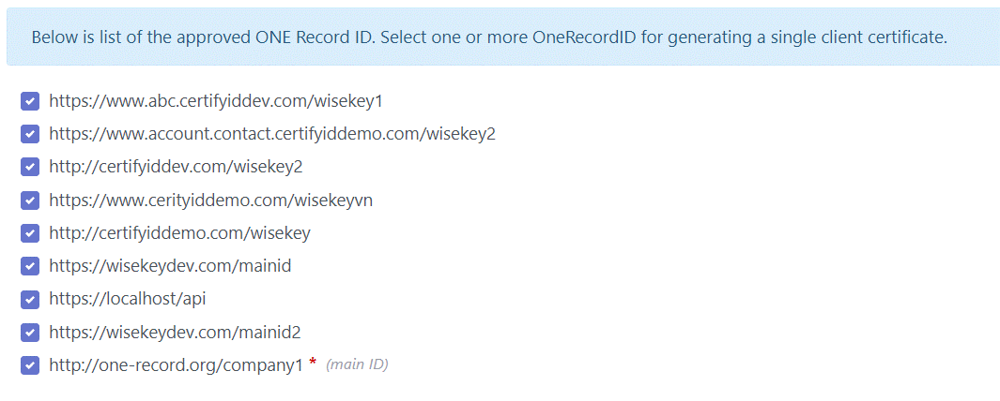 Below is list of the approved ONE Record ID. Select one or more OneRecordID for generating a single client certificate.
https://www.abc.certifyiddev.com/wisekey1
https://www.account.contact.certifyiddemo.com/wisekey2
http://certifyiddev.com/wisekey2
https://www.cerityiddemo.com/wisekeyvn
http://certifyiddemo.com/wisekey
https://wisekeydev.com/mainid
https://localhost/api
https://wisekeydev.com/mainid2
http://one-record.org/company1 * (main ID)